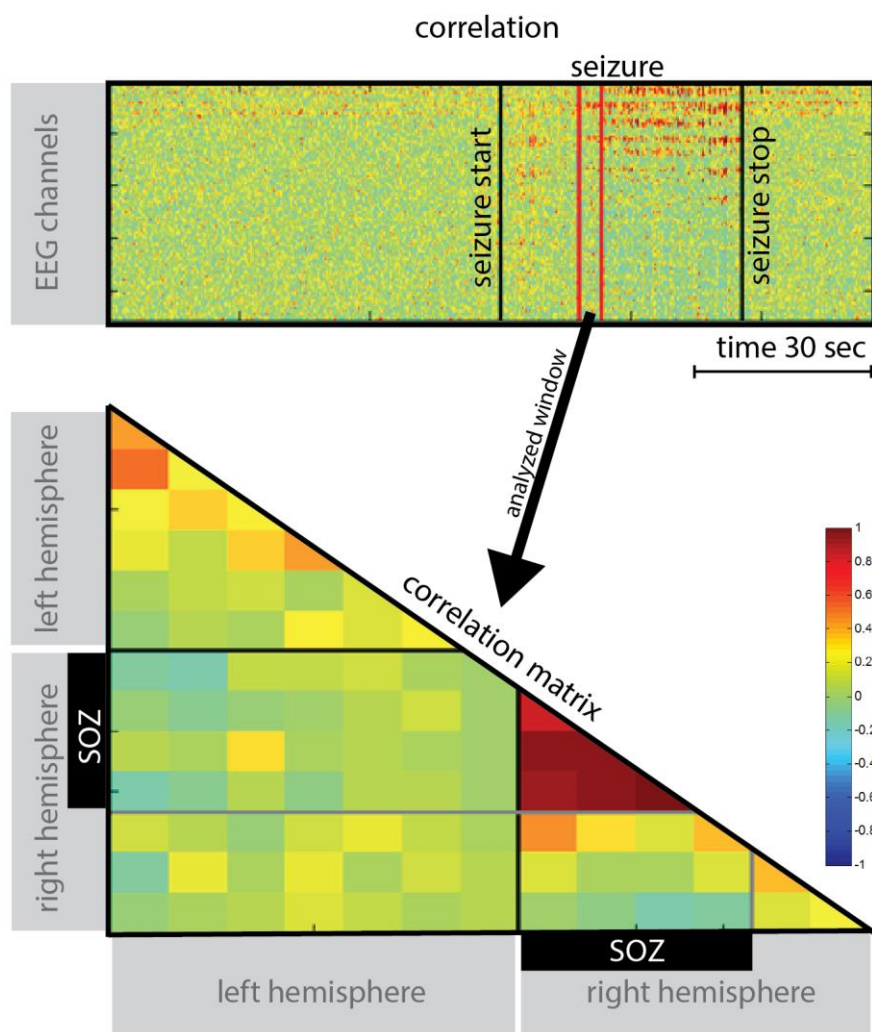 correlation
seizure
EEG channels
seizure start
seizure stop
time 30 sec
analyzed window
left hemisphere
correlation matrix
right hemisphere
SOZ
1
0.8
0.6
0.4
0.2
0
-0.2
-0.4
-0.6
-0.8
-1
SOZ
left hemisphere
right hemisphere